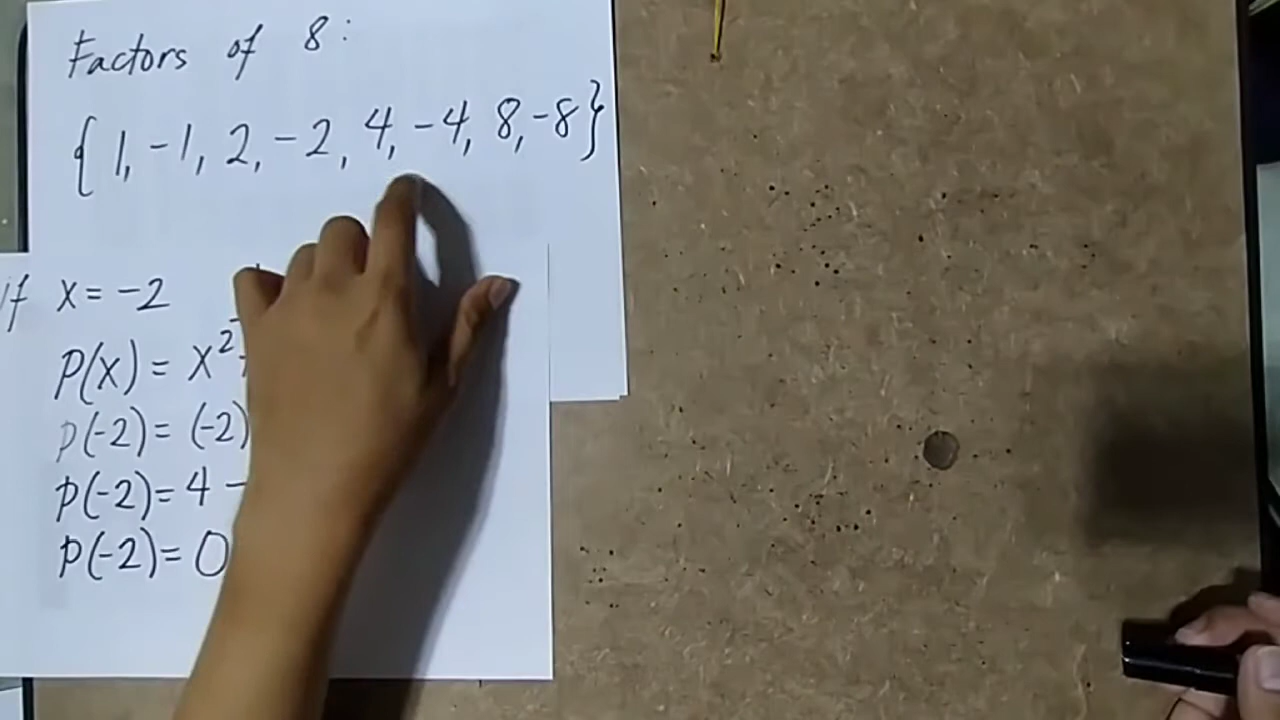 Factors of 8:
{1, -1, 2, -2, 4, -4, 8, -8}
if x = -2
P(x) = x²
p(-2) = (-2)
p(-2) = 4 -
p(-2) = 0